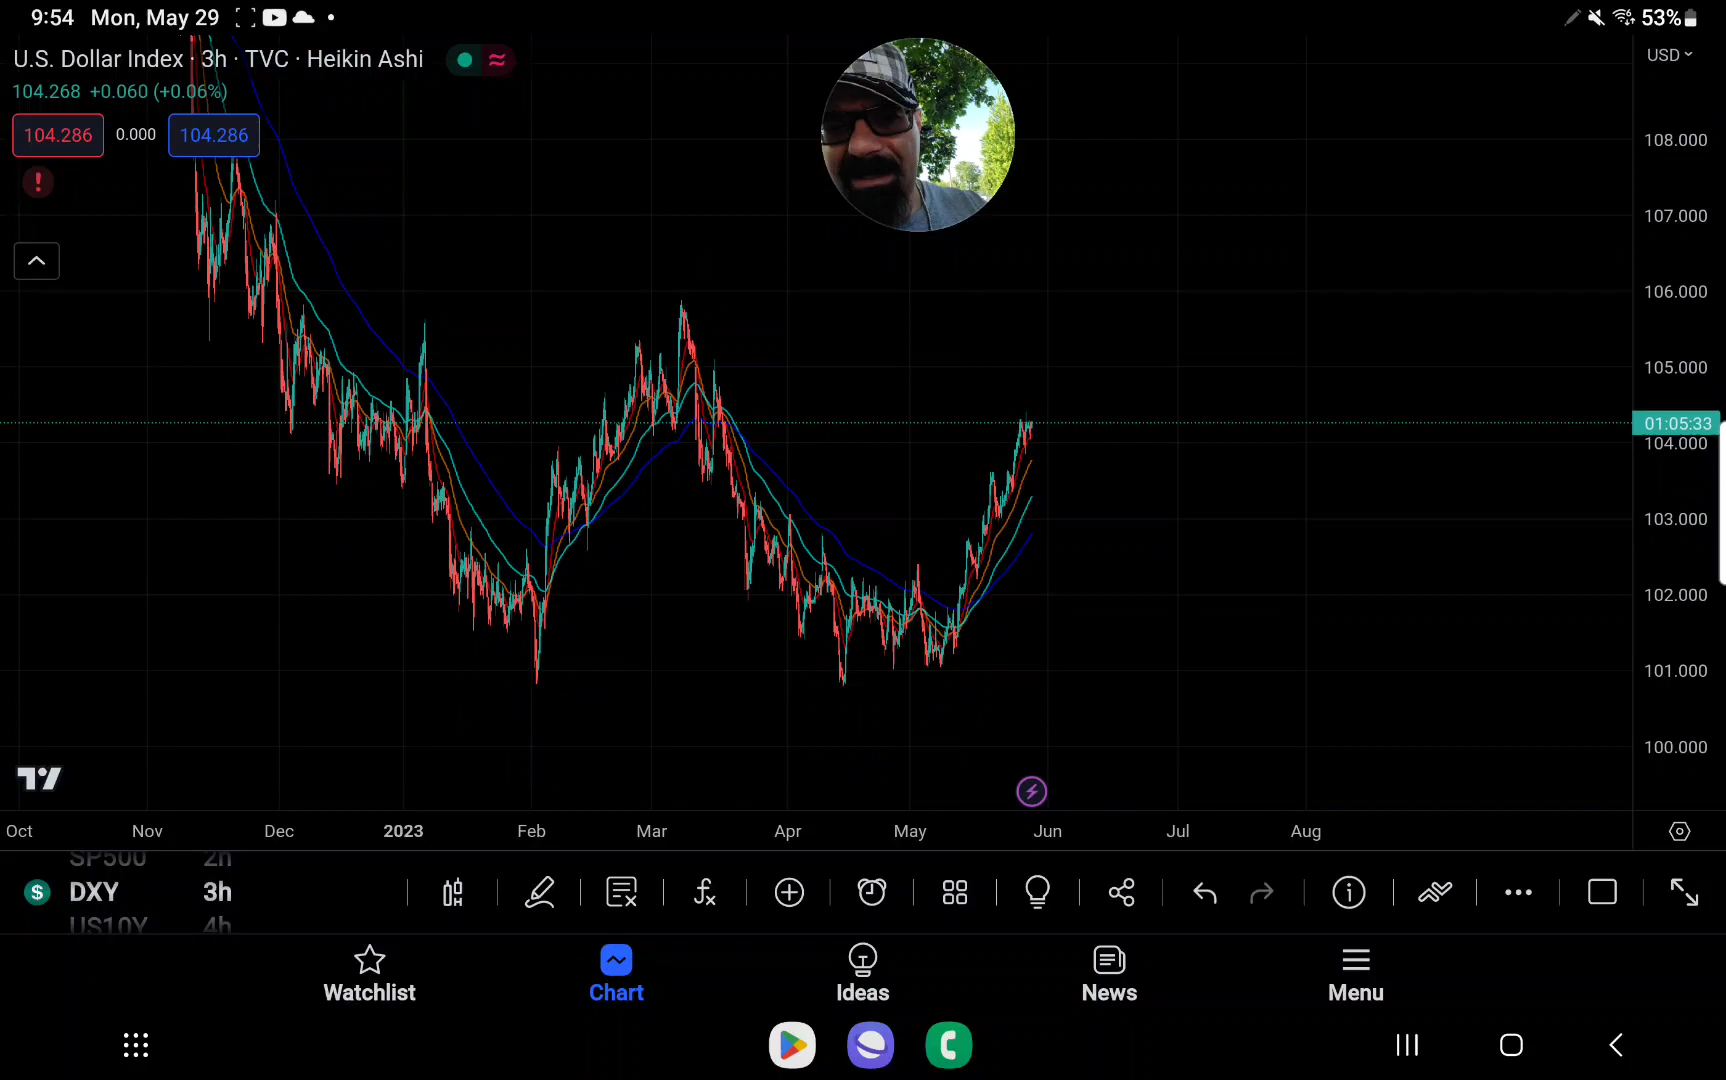 9:54 Mon, May 29
53%
U.S. Dollar Index · 3h · TVC · Heikin Ashi
USD
104.268 +0.060 (+0.06%)
104.286 0.000 104.286
108.000
107.000
106.000
105.000
01:05:33
104.000
103.000
102.000
101.000
100.000
Oct Nov Dec 2023 Feb Mar Apr May Jun Jul Aug
SP500 2h
DXY 3h
US10Y 4h
Watchlist Chart Ideas News Menu